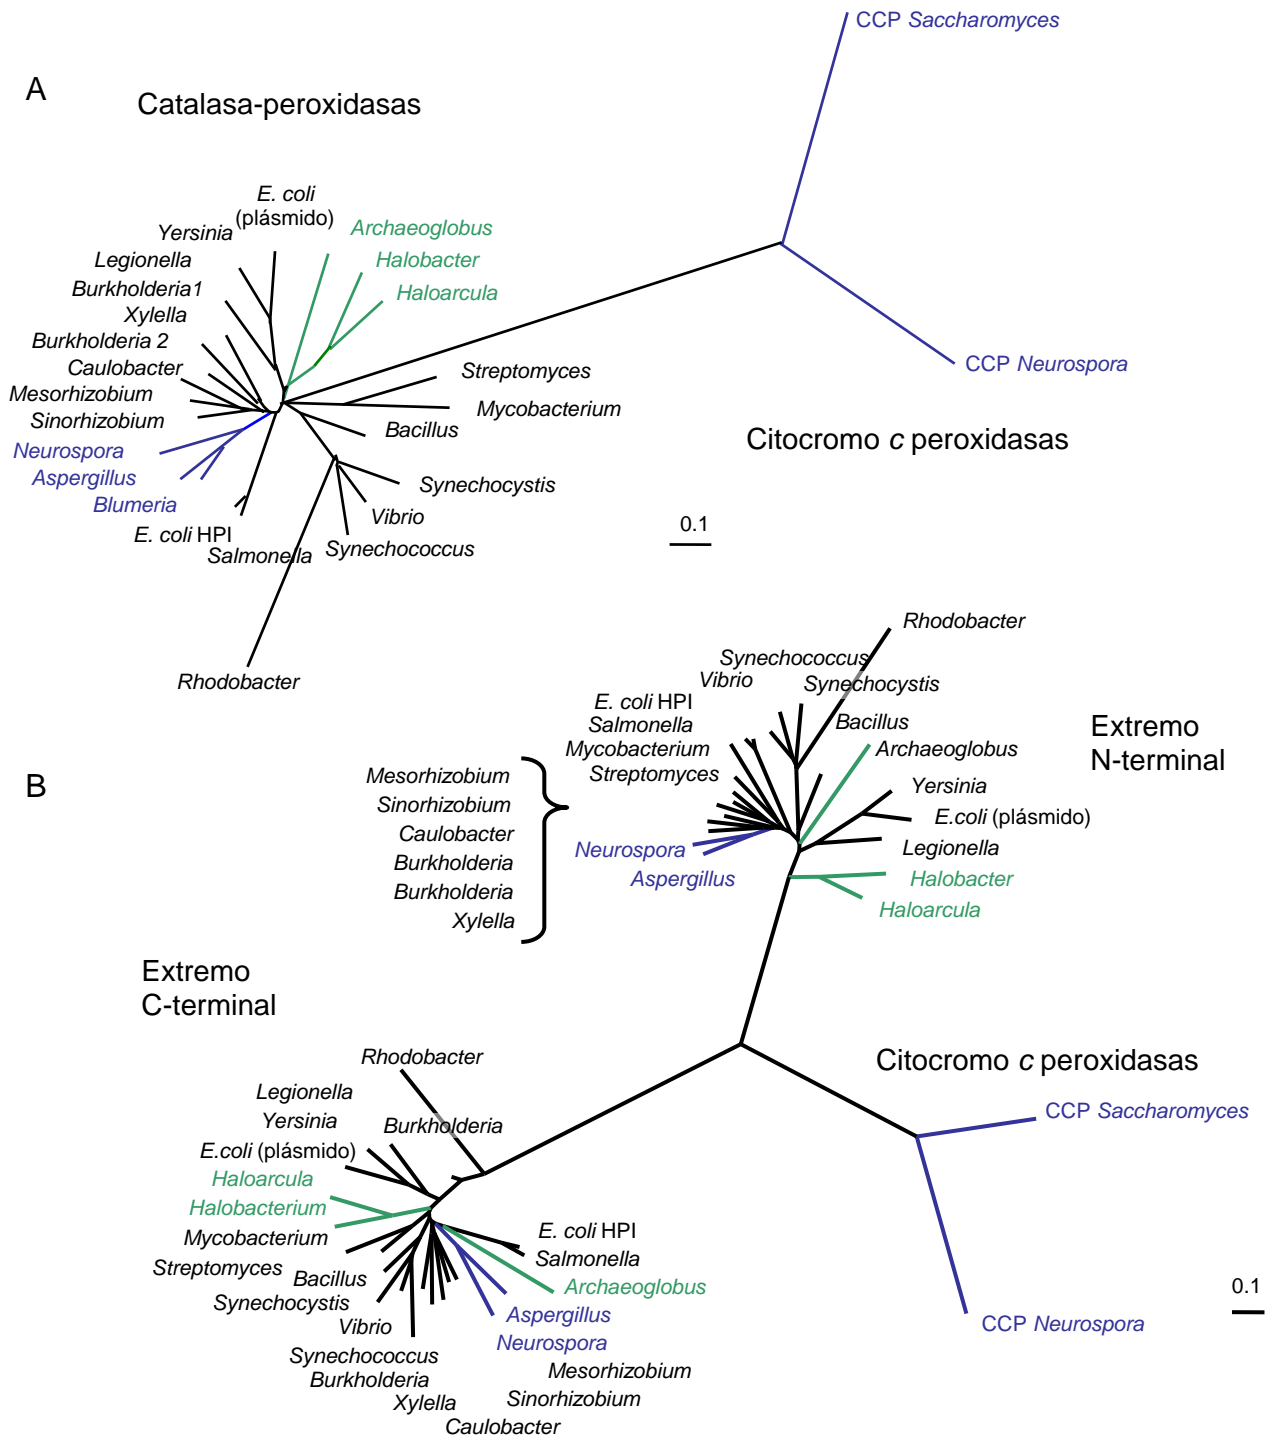 CCP Saccharomyces
A
Catalasa-peroxidasas
E. coli
(plásmido)
Yersinia
Archaeoglobus
Legionella
Halobacter
Burkholderia1
Haloarcula
Xylella
Burkholderia 2
Caulobacter
Streptomyces
CCP Neurospora
Mesorhizobium
Mycobacterium
Sinorhizobium
Bacillus
Citocromo c peroxidasas
Neurospora
Aspergillus
Synechocystis
Blumeria
Vibrio
0.1
E. coli HPI
Salmonella
Synechococcus
Rhodobacter
B
Rhodobacter
Synechococcus
Vibrio
Synechocystis
E. coli HPI
Salmonella
Bacillus
Extremo
N-terminal
Mycobacterium
Archaeoglobus
Streptomyces
Yersinia
Mesorhizobium
Sinorhizobium
Caulobacter
Burkholderia
Burkholderia
Xylella
E.coli (plásmido)
Neurospora
Legionella
Aspergillus
Halobacter
Haloarcula
Extremo
C-terminal
Rhodobacter
Citocromo c peroxidasas
Legionella
Yersinia
Burkholderia
CCP Saccharomyces
E.coli (plásmido)
Haloarcula
Halobacterium
Mycobacterium
E. coli HPI
Salmonella
Streptomyces
Bacillus
Archaeoglobus
0.1
Synechocystis
Aspergillus
Vibrio
CCP Neurospora
Neurospora
Synechococcus
Mesorhizobium
Burkholderia
Xylella
Sinorhizobium
Caulobacter